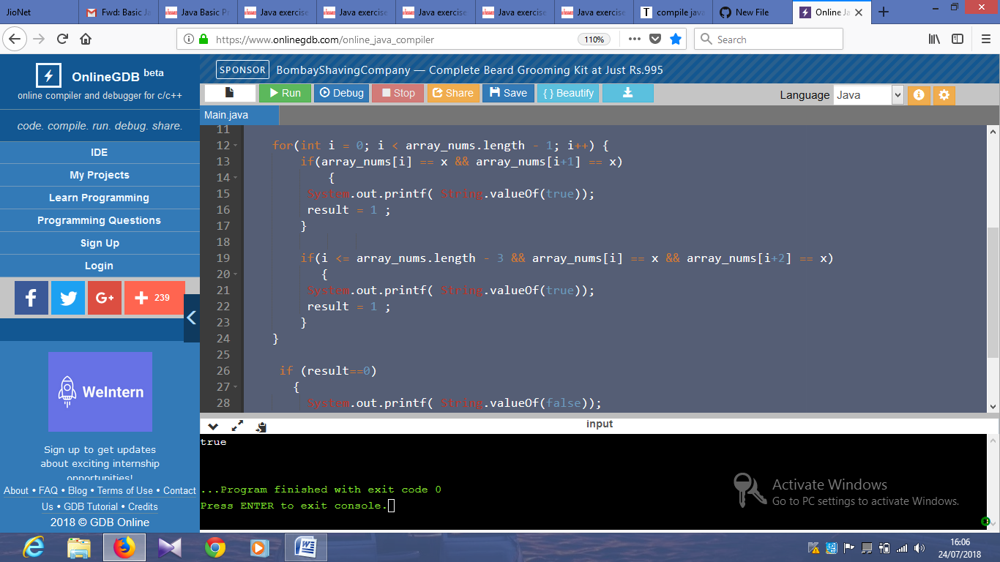 JioNet
Fwd: Basic Ja
Java Basic Pr
Java exercise
Java exercise
Java exercise
Java exercise
Java exercise
compile java
New File
Online Ja
https://www.onlinegdb.com/online_java_compiler
110%
Search
OnlineGDB beta
online compiler and debugger for c/c++
code. compile. run. debug. share.
IDE
My Projects
Learn Programming
Programming Questions
Sign Up
Login
239
WeIntern
Sign up to get updates
about exciting internship
opportunities!
About • FAQ • Blog • Terms of Use • Contact
Us • GDB Tutorial • Credits
2018 © GDB Online
SPONSOR BombayShavingCompany — Complete Beard Grooming Kit at Just Rs.995
Run Debug Stop Share Save { } Beautify
Language Java
Main.java
11
12 for(int i = 0; i < array_nums.length - 1; i++) {
13 if(array_nums[i] == x && array_nums[i+1] == x)
14 {
15 System.out.printf( String.valueOf(true));
16 result = 1 ;
17 }
18
19 if(i <= array_nums.length - 3 && array_nums[i] == x && array_nums[i+2] == x)
20 {
21 System.out.printf( String.valueOf(true));
22 result = 1 ;
23 }
24 }
25
26 if (result==0)
27 {
28 System.out.printf( String.valueOf(false));
input
true
...Program finished with exit code 0
Press ENTER to exit console.
Activate Windows
Go to PC settings to activate Windows.
16:06
24/07/2018